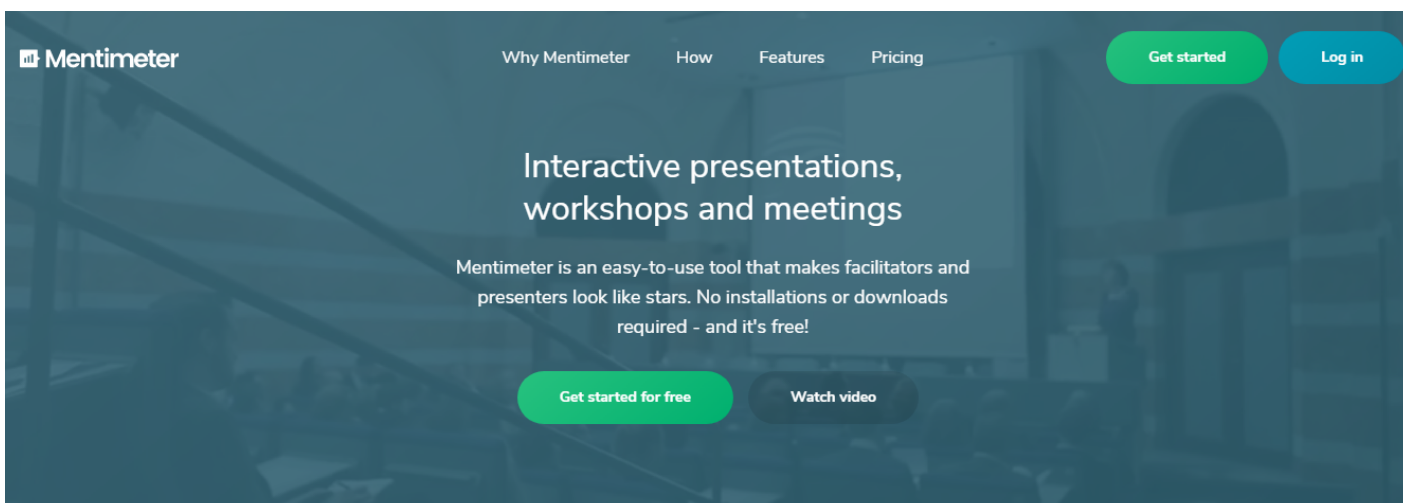 Mentimeter
Why Mentimeter How Features Pricing
Get started
Log in
Interactive presentations,
workshops and meetings
Mentimeter is an easy-to-use tool that makes facilitators and
presenters look like stars. No installations or downloads
required - and it's free!
Get started for free
Watch video